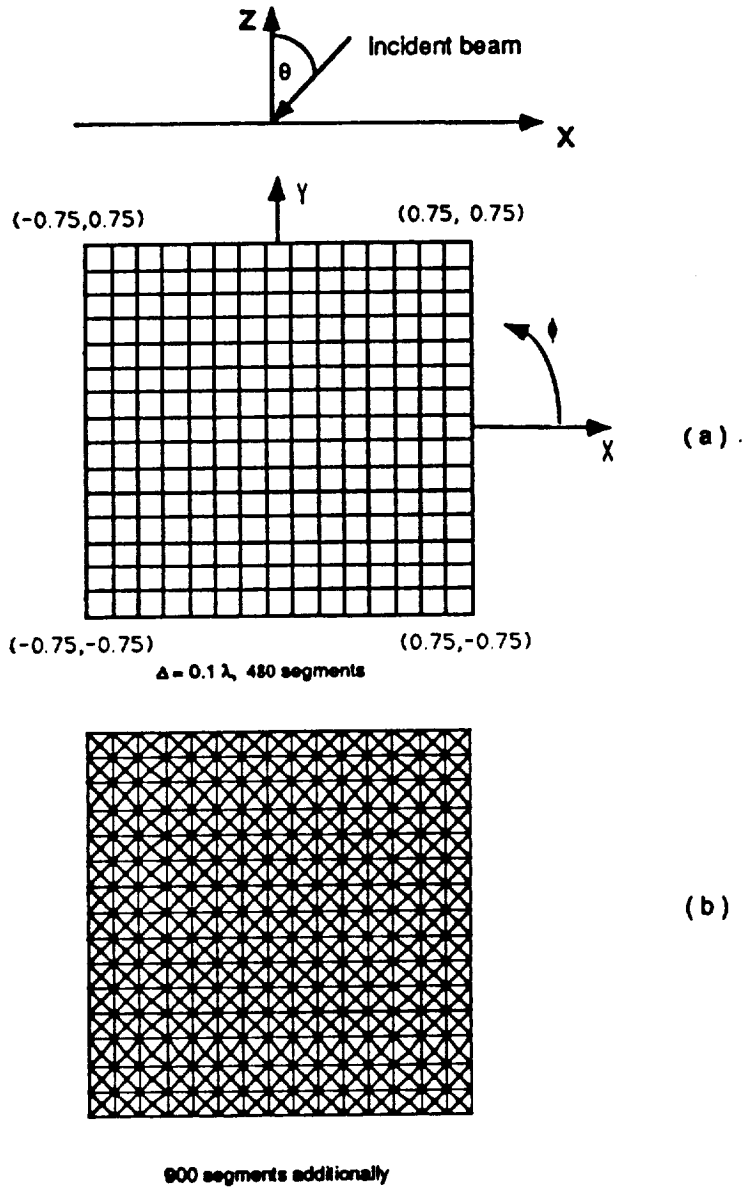 Z
Incident beam
θ
X
Y
(-0.75,0.75)
(0.75, 0.75)
ϕ
X
(a)
(-0.75,-0.75)
(0.75,-0.75)
Δ = 0.1 λ, 480 segments
(b)
900 segments additionally